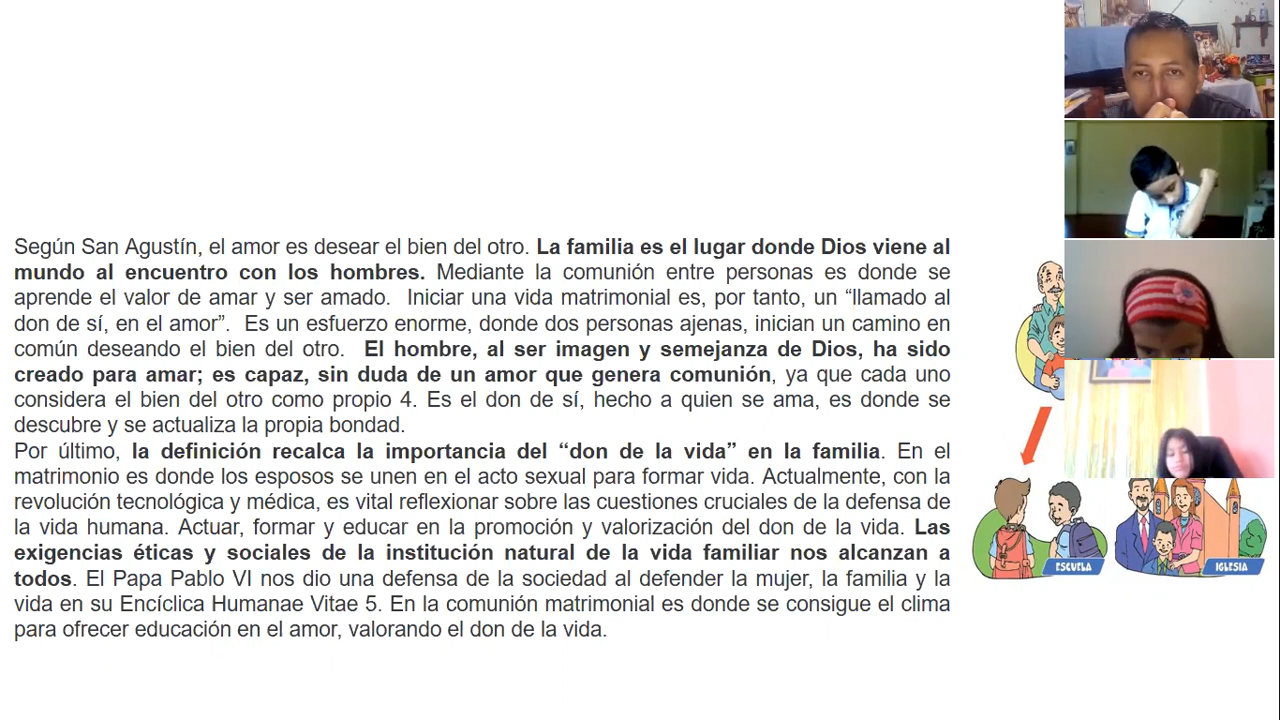 Según San Agustín, el amor es desear el bien del otro. La familia es el lugar donde Dios viene al
mundo al encuentro con los hombres. Mediante la comunión entre personas es donde se
aprende el valor de amar y ser amado.  Iniciar una vida matrimonial es, por tanto, un “llamado al
don de sí, en el amor”.  Es un esfuerzo enorme, donde dos personas ajenas, inician un camino en
común deseando el bien del otro.  El hombre, al ser imagen y semejanza de Dios, ha sido
creado para amar; es capaz, sin duda de un amor que genera comunión, ya que cada uno
considera el bien del otro como propio 4. Es el don de sí, hecho a quien se ama, es donde se
descubre y se actualiza la propia bondad.
Por último, la definición recalca la importancia del “don de la vida” en la familia. En el
matrimonio es donde los esposos se unen en el acto sexual para formar vida. Actualmente, con la
revolución tecnológica y médica, es vital reflexionar sobre las cuestiones cruciales de la defensa de
la vida humana. Actuar, formar y educar en la promoción y valorización del don de la vida. Las
exigencias éticas y sociales de la institución natural de la vida familiar nos alcanzan a
todos. El Papa Pablo VI nos dio una defensa de la sociedad al defender la mujer, la familia y la
vida en su Encíclica Humanae Vitae 5. En la comunión matrimonial es donde se consigue el clima
para ofrecer educación en el amor, valorando el don de la vida.
ESCUELA
IGLESIA